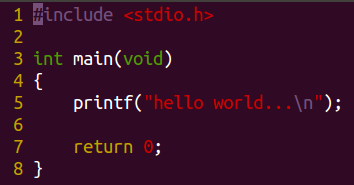 1 #include <stdio.h>
2
3 int main(void)
4 {
5     printf("hello world...\n");
6
7     return 0;
8 }